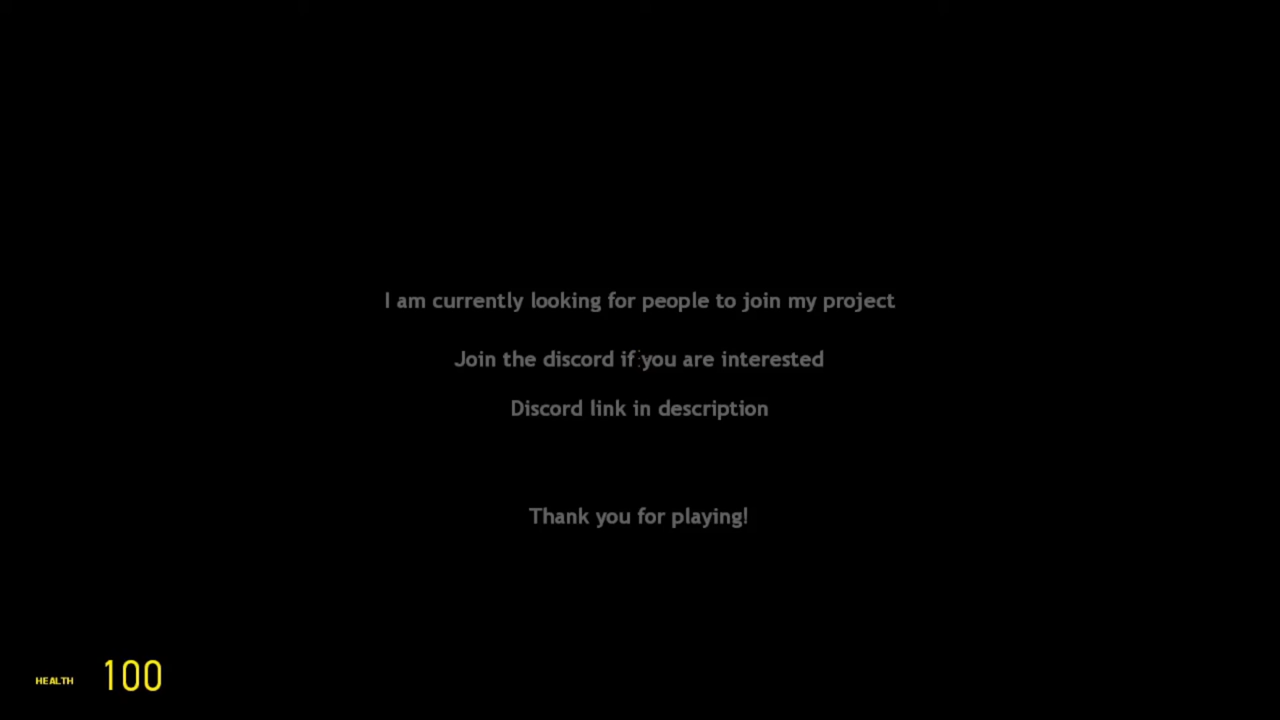 I am currently looking for people to join my project
Join the discord if you are interested
Discord link in description
Thank you for playing!
HEALTH 100